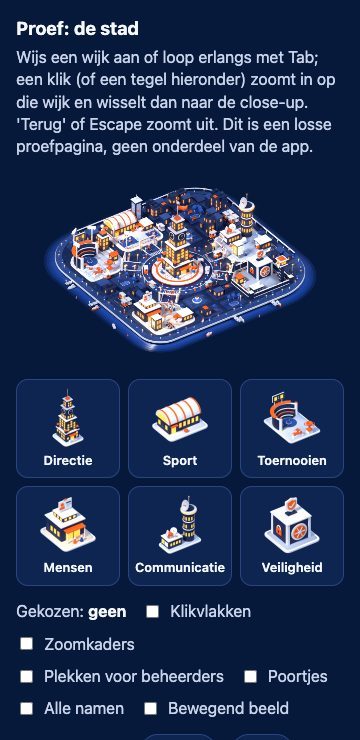 Proef: de stad
Wijs een wijk aan of loop erlangs met Tab;
een klik (of een tegel hieronder) zoomt in op
die wijk en wisselt dan naar de close-up.
'Terug' of Escape zoomt uit. Dit is een losse
proefpagina, geen onderdeel van de app.
Directie
Sport
Toernooien
Mensen
Communicatie
Veiligheid
Gekozen: geen
Klikvlakken
Zoomkaders
Plekken voor beheerders
Poortjes
Alle namen
Bewegend beeld